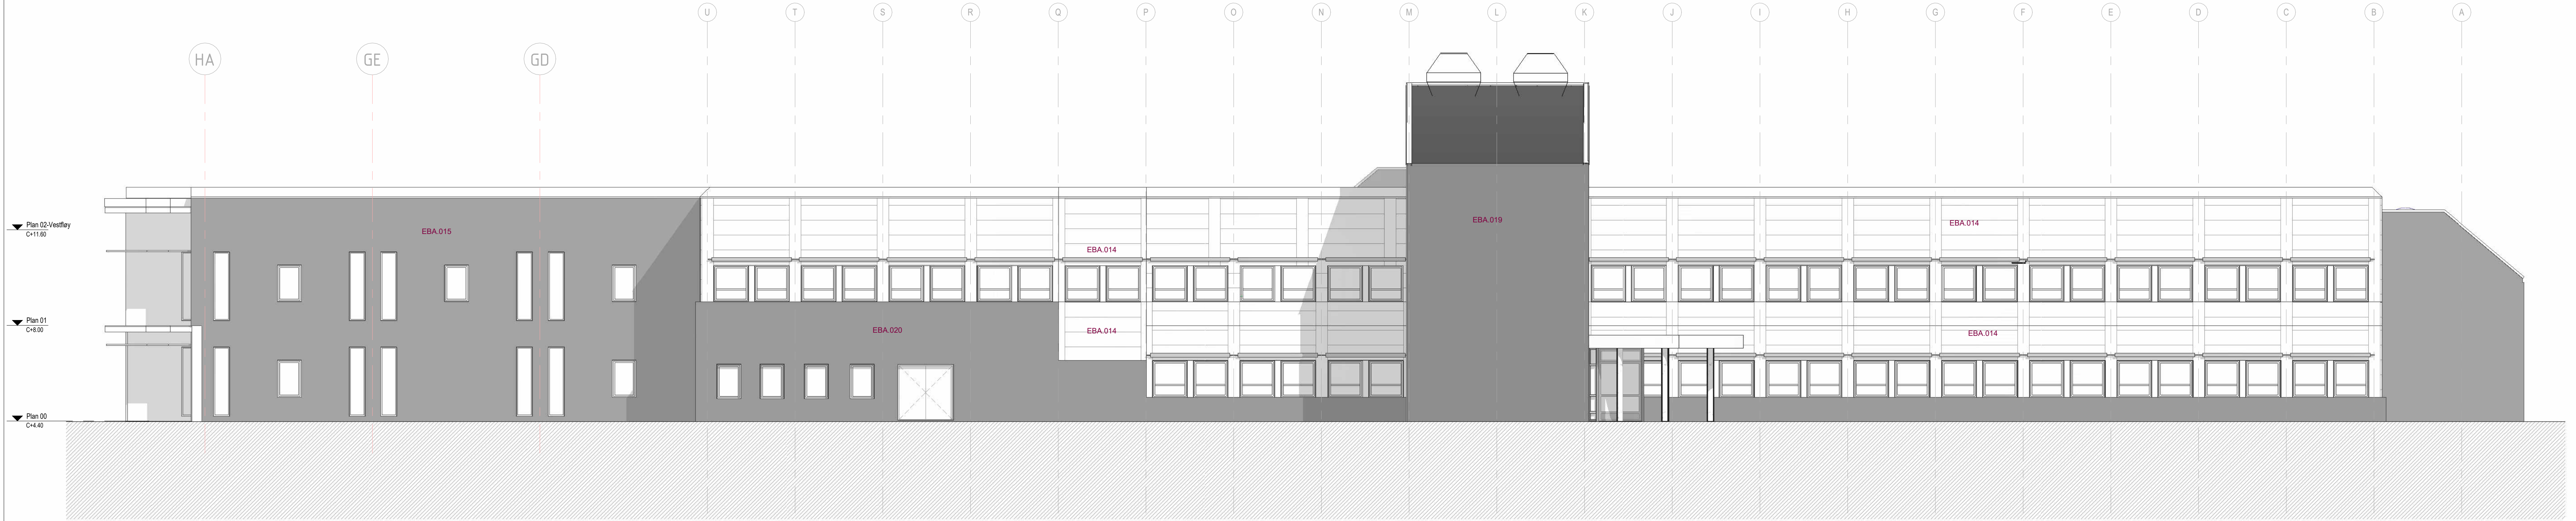 U T S R Q P O N M L K J I H G F E D C B A
HA GE GD
EBA.019
EBA.014
Plan 02-Vestfløy
C+11.60
EBA.015
EBA.014
Plan 01
C+8.00
EBA.020
EBA.014
EBA.014
Plan 00
C+4.40